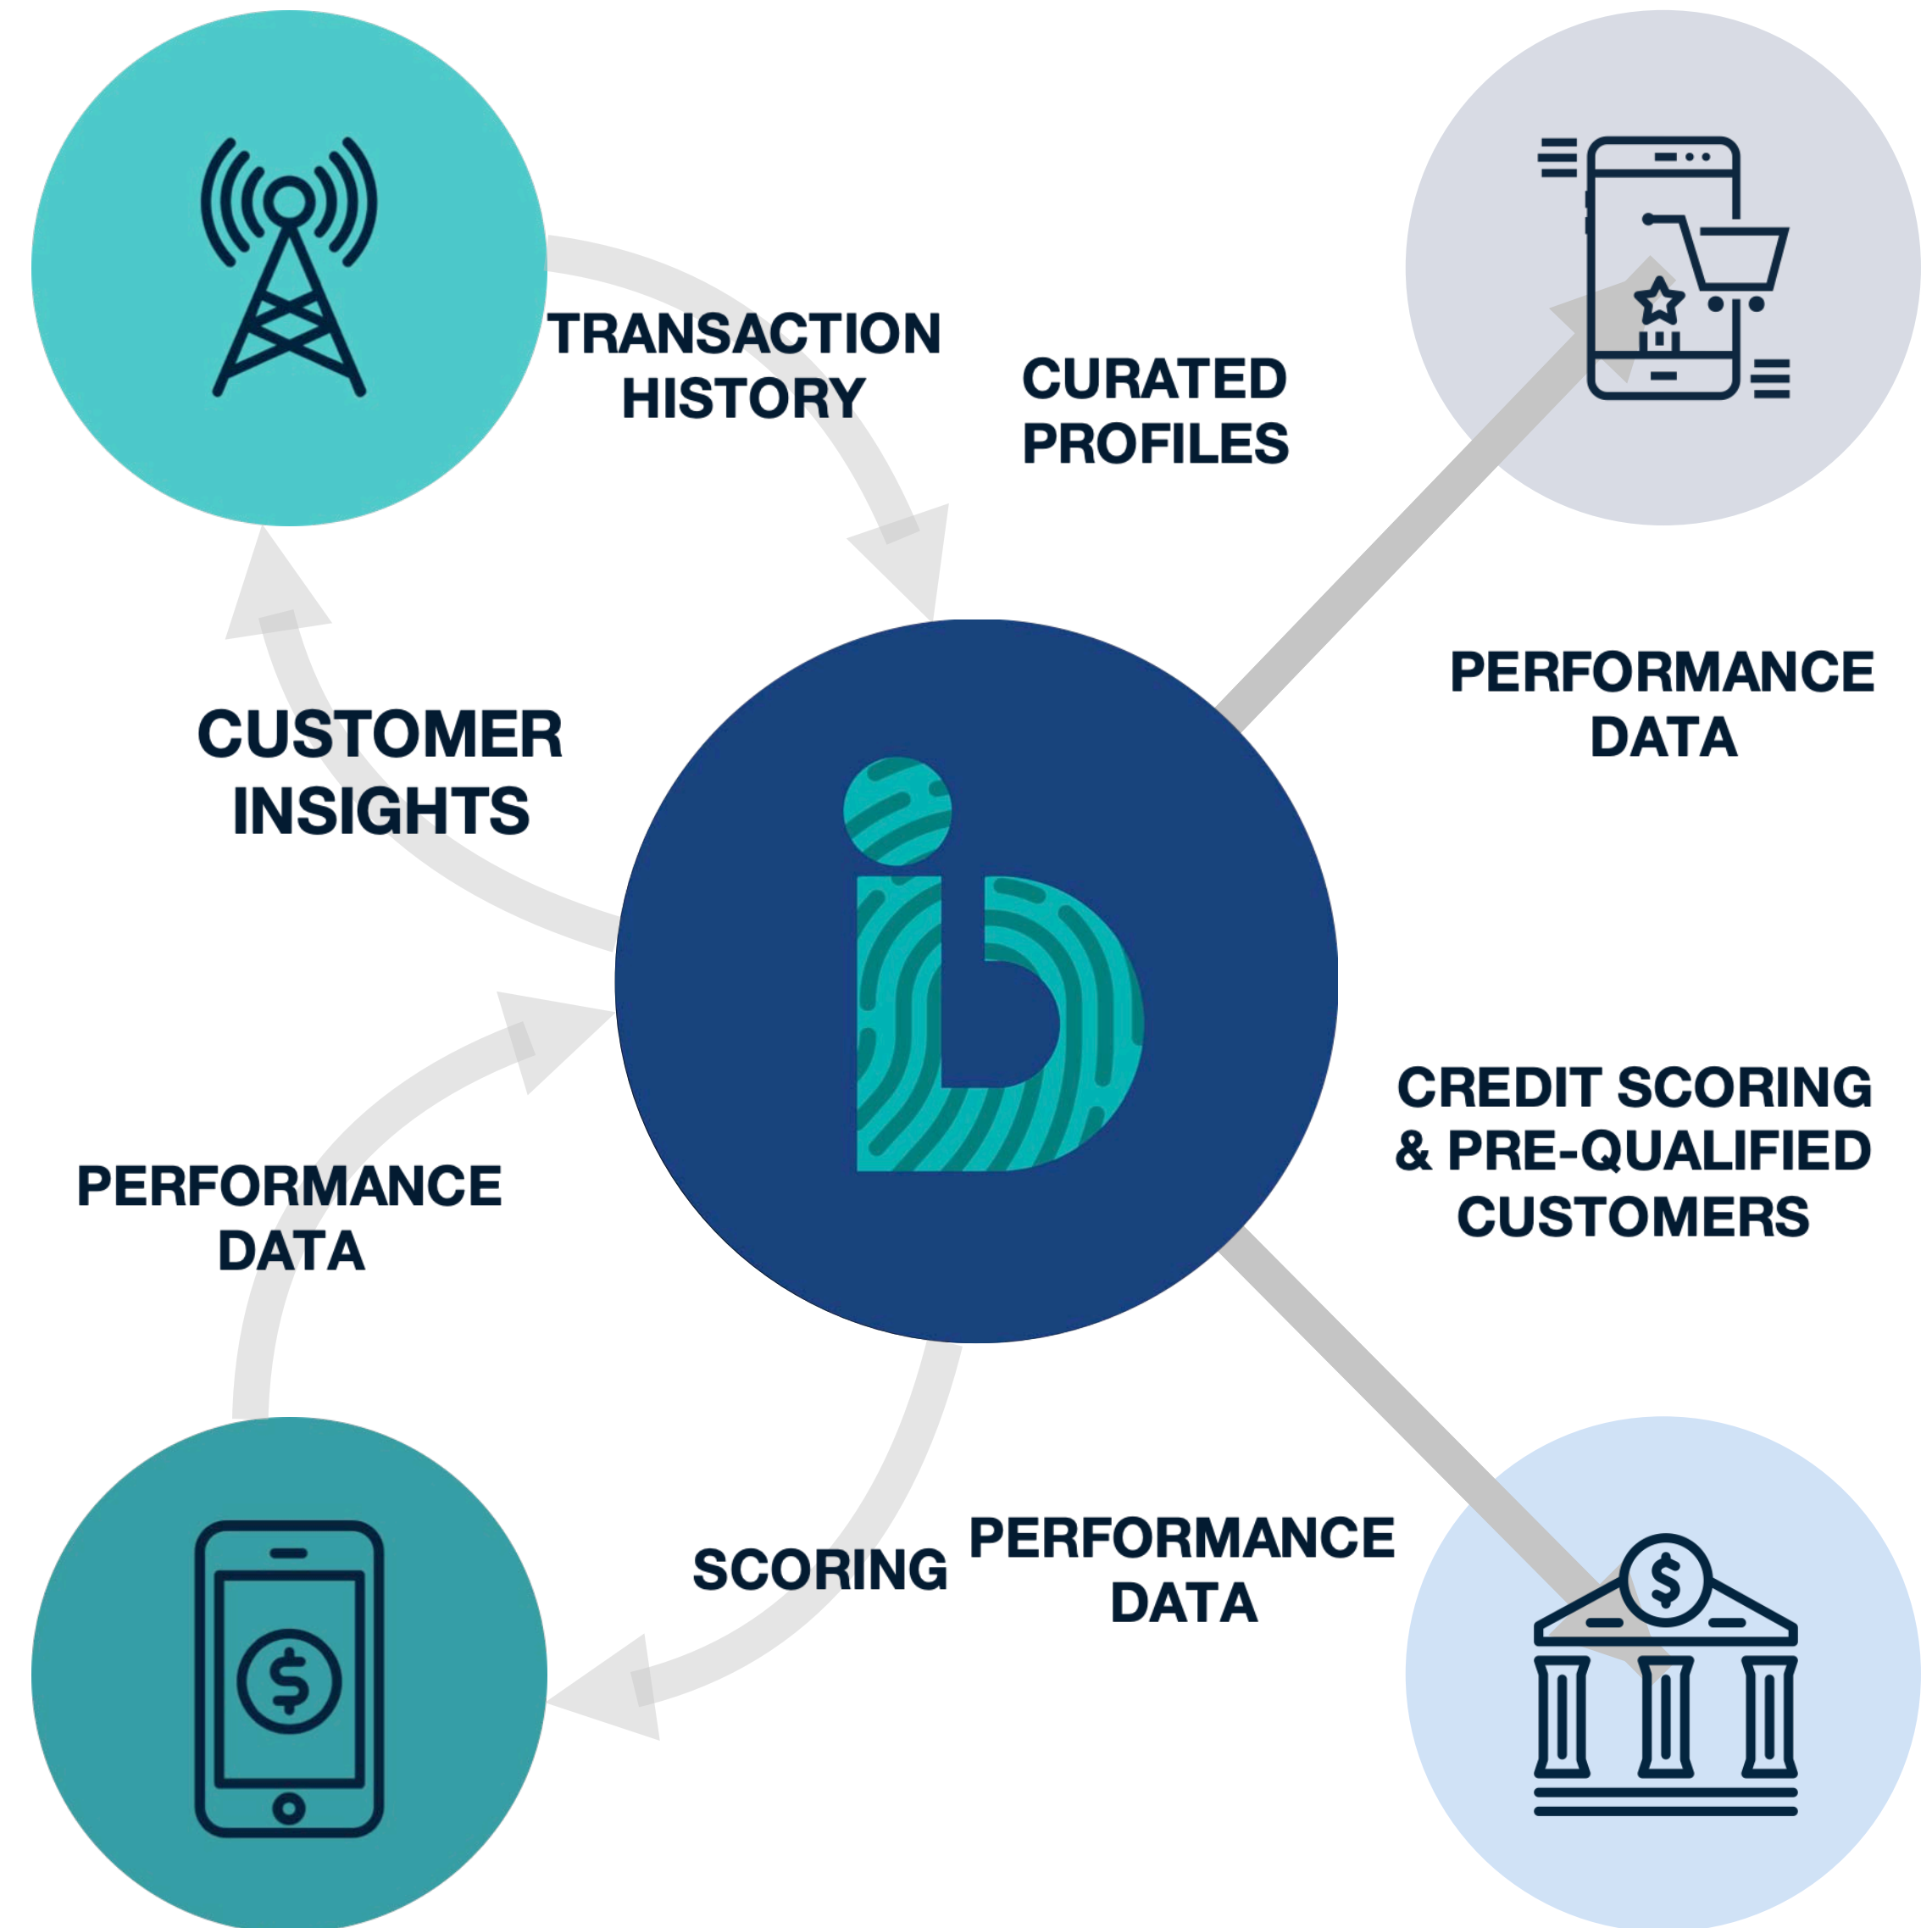 TRANSACTION
HISTORY
CURATED
PROFILES
CUSTOMER
INSIGHTS
PERFORMANCE
DATA
PERFORMANCE
DATA
CREDIT SCORING
& PRE-QUALIFIED
CUSTOMERS
SCORING
PERFORMANCE
DATA
$
$